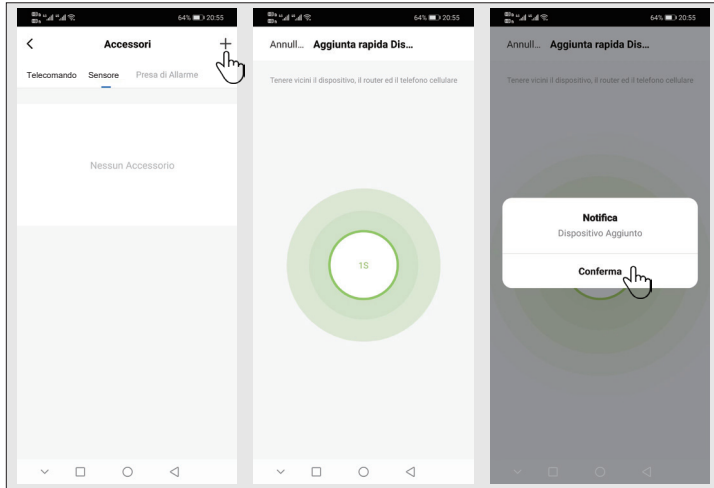 64% 20:55
Accessori
Telecomando Sensore Presa di Allarme
Nessun Accessorio
64% 20:55
Annull... Aggiunta rapida Dis...
Tenere vicini il dispositivo, il router ed il telefono cellulare
1S
64% 20:55
Annull... Aggiunta rapida Dis...
Tenere vicini il dispositivo, il router ed il telefono cellulare
Notifica
Dispositivo Aggiunto
Conferma